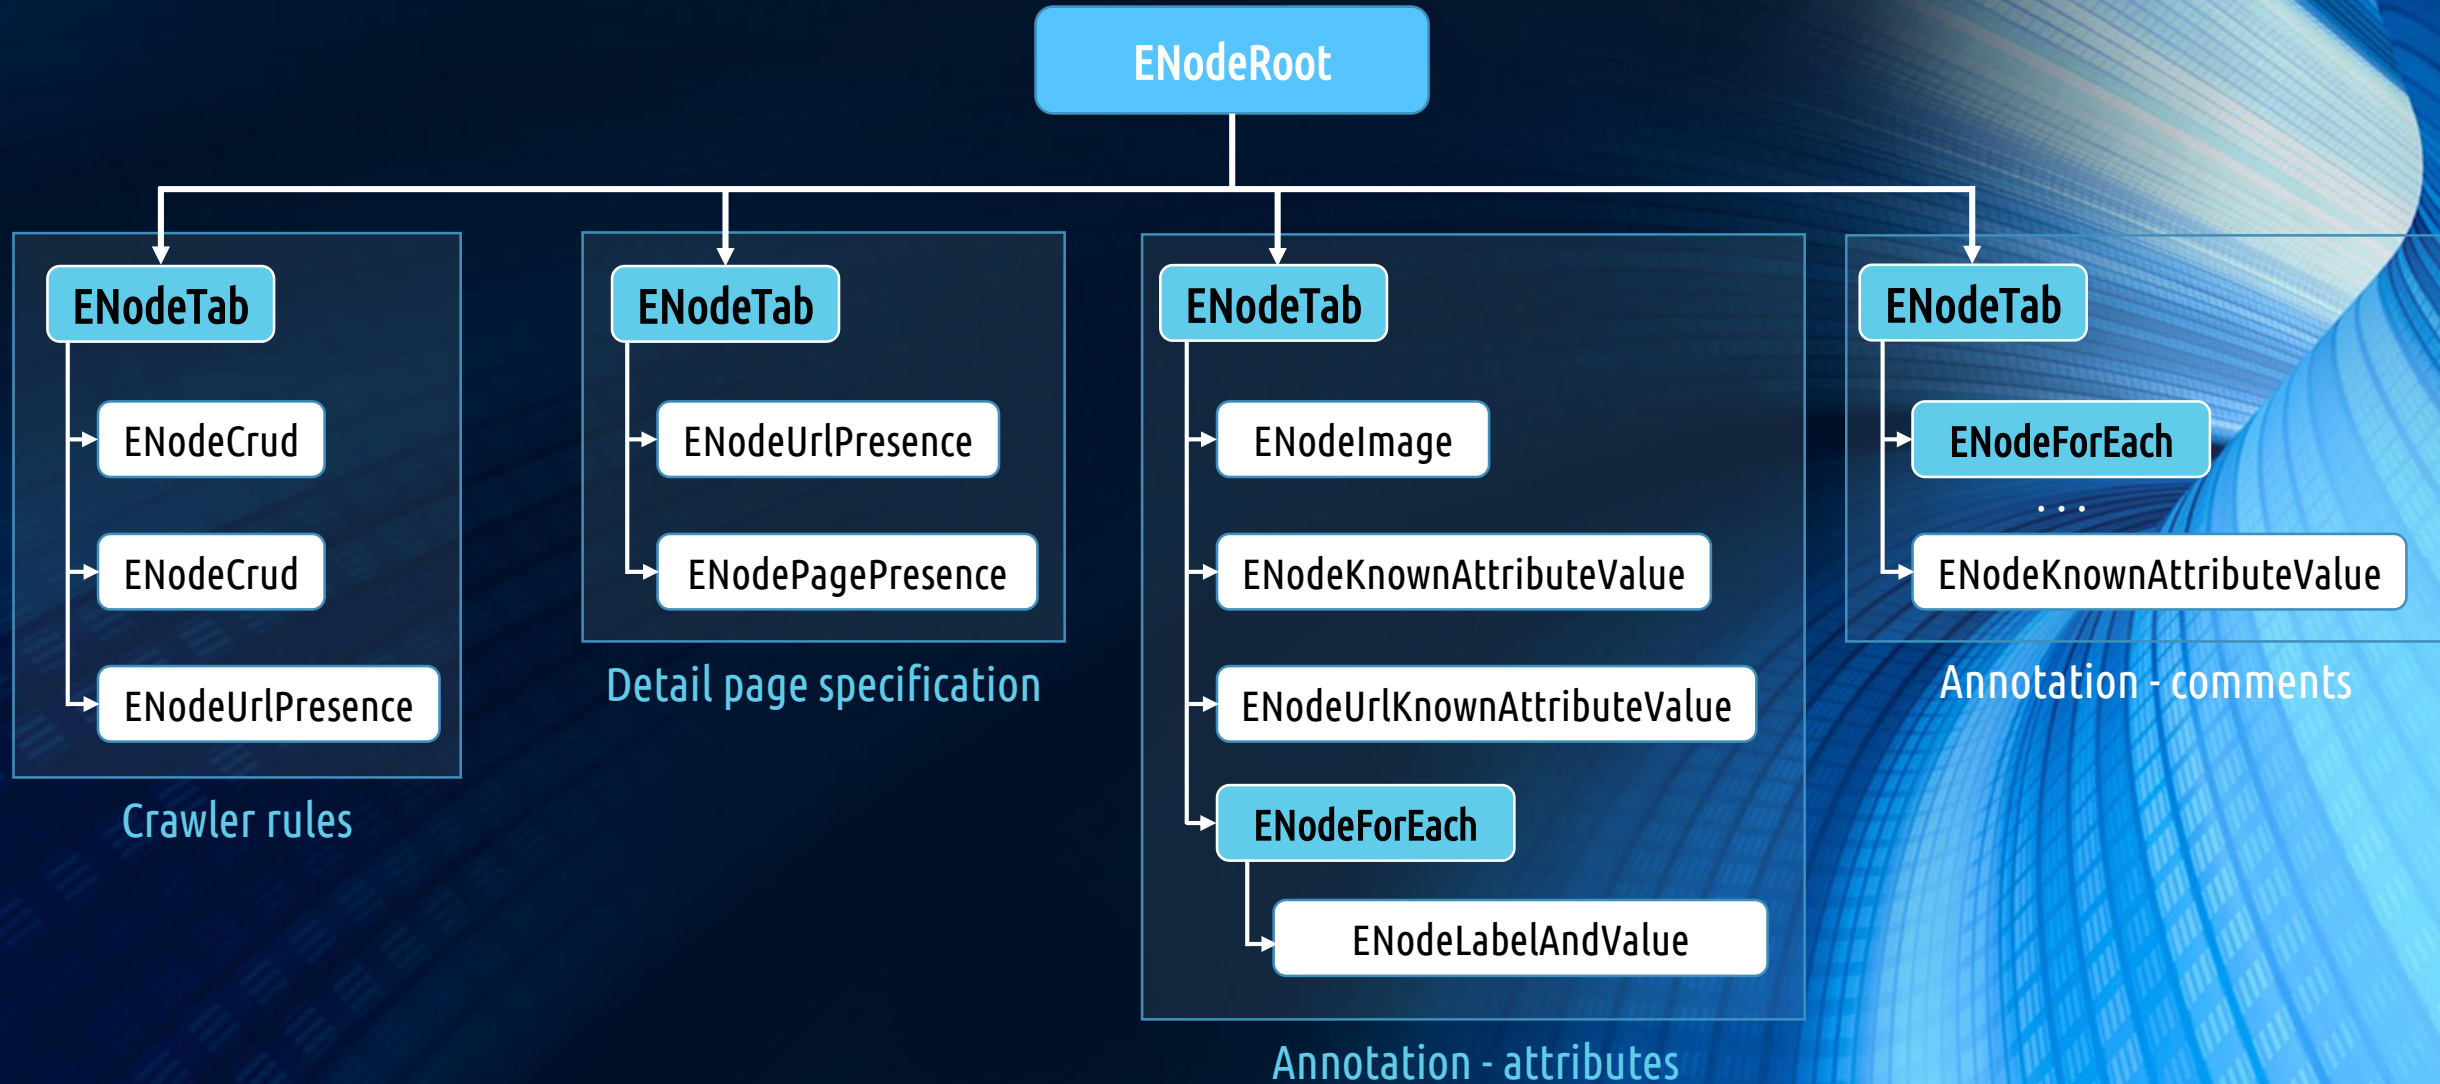 ENodeRoot
ENodeTab
ENodeCrud
ENodeCrud
ENodeUrlPresence
Crawler rules
ENodeTab
ENodeUrlPresence
ENodePagePresence
Detail page specification
ENodeTab
ENodeImage
ENodeKnownAttributeValue
ENodeUrlKnownAttributeValue
ENodeForEach
ENodeLabelAndValue
Annotation - attributes
ENodeTab
ENodeForEach
. . .
ENodeKnownAttributeValue
Annotation - comments